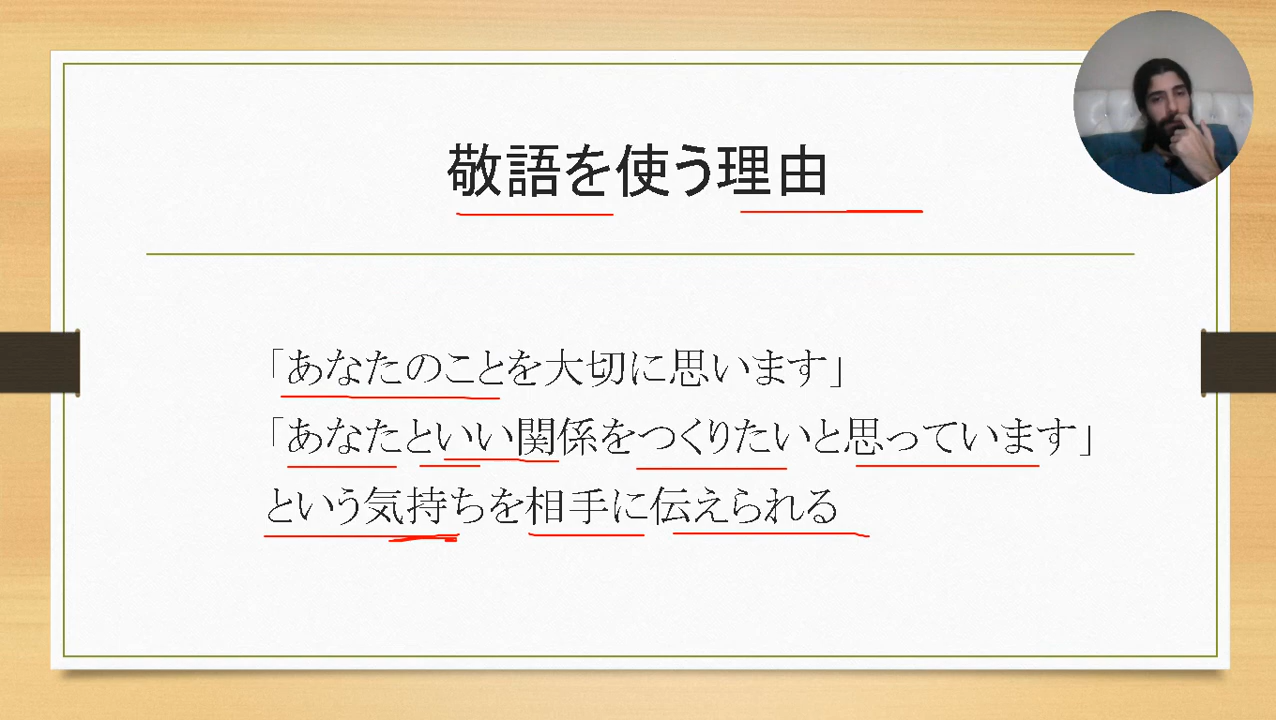 敬語を使う理由
「あなたのことを大切に思います」
「あなたといい関係をつくりたいと思っています」
という気持ちを相手に伝えられる